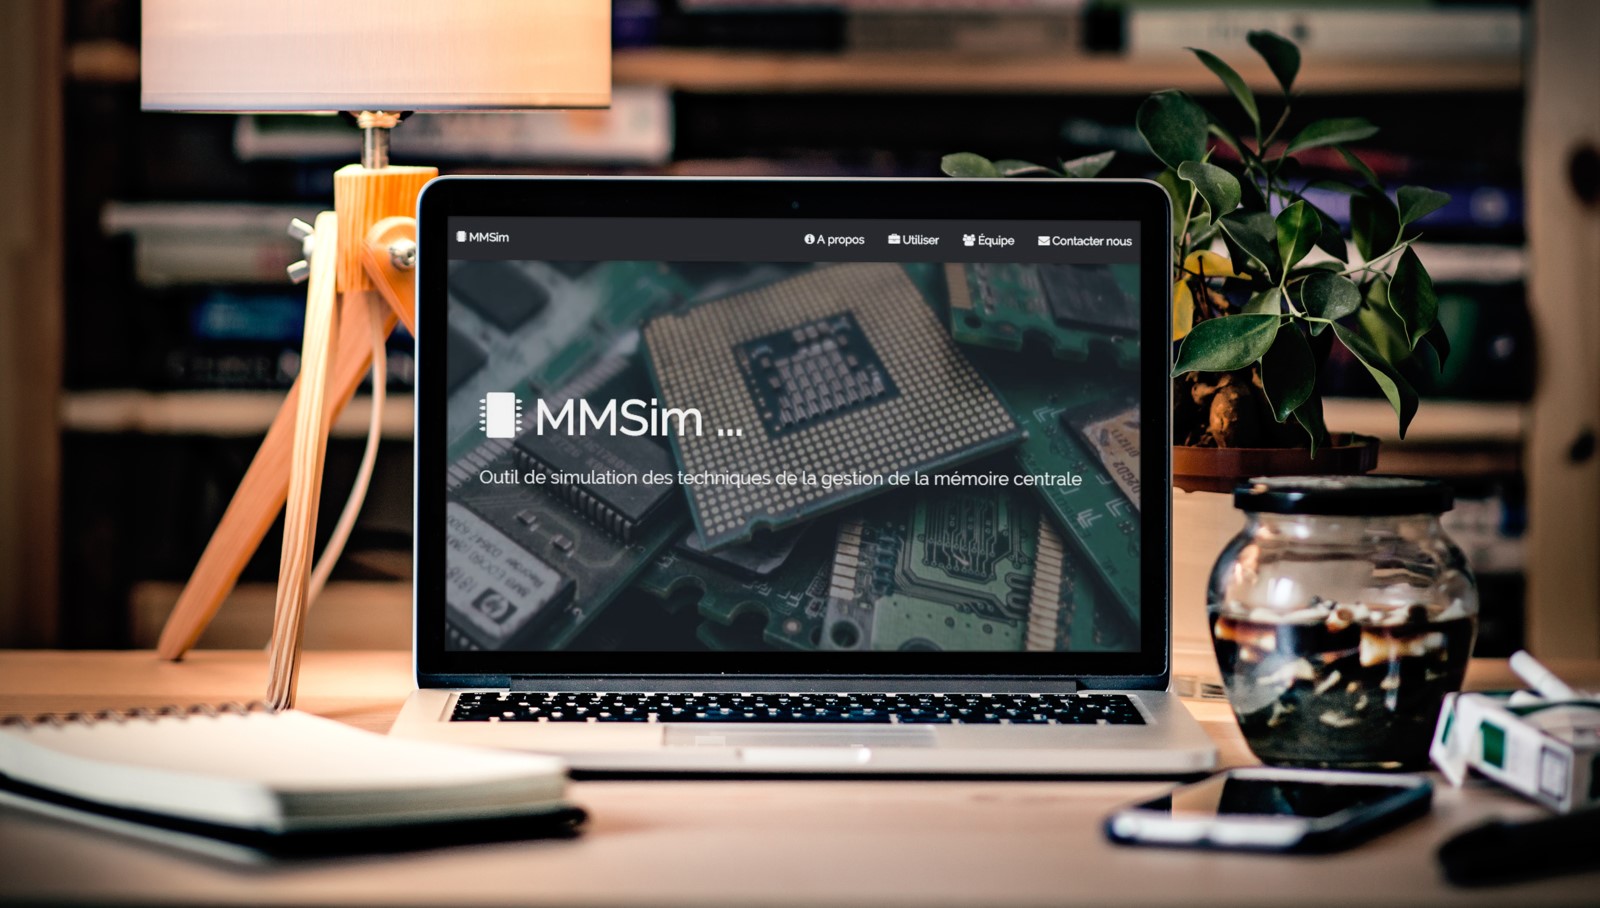 MMSim
A propos
Utiliser
Équipe
Contacter nous
MMSim ...
Outil de simulation des techniques de la gestion de la mémoire centrale